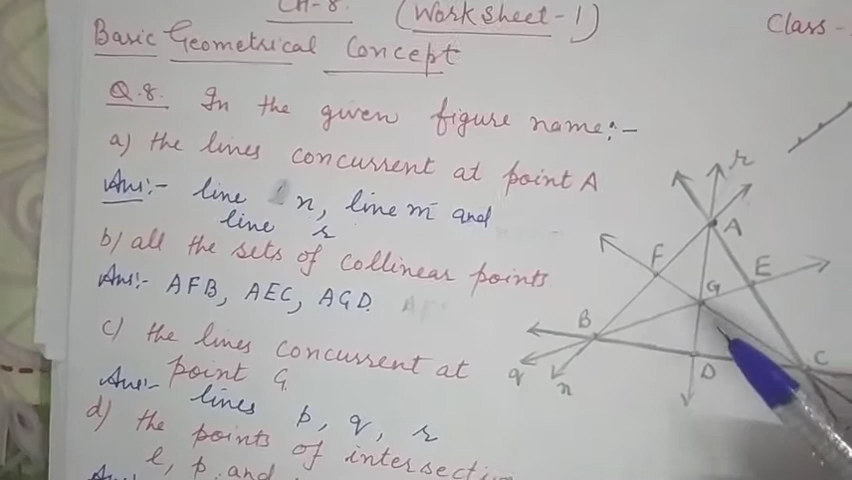 CH-8. (Worksheet-1)
Class-
Basic Geometrical Concept
Q.8. In the given figure name:-
a) the lines concurrent at point A
Ans:- line n, line m and
line r
b) all the sets of collinear points
Ans:- AFB, AEC, AGD.
c) the lines concurrent at
point G.
Ans:- lines p, q, r
d) the points of intersection
l, p and
Ans:-
r
A
F
E
G
B
C
D
q
n